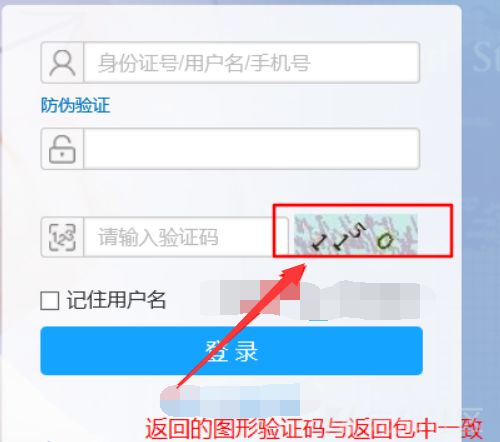 身份证号/用户名/手机号
防伪验证
123
请输入验证码
1150
记住用户名
登录
返回的图形验证码与返回包中一致